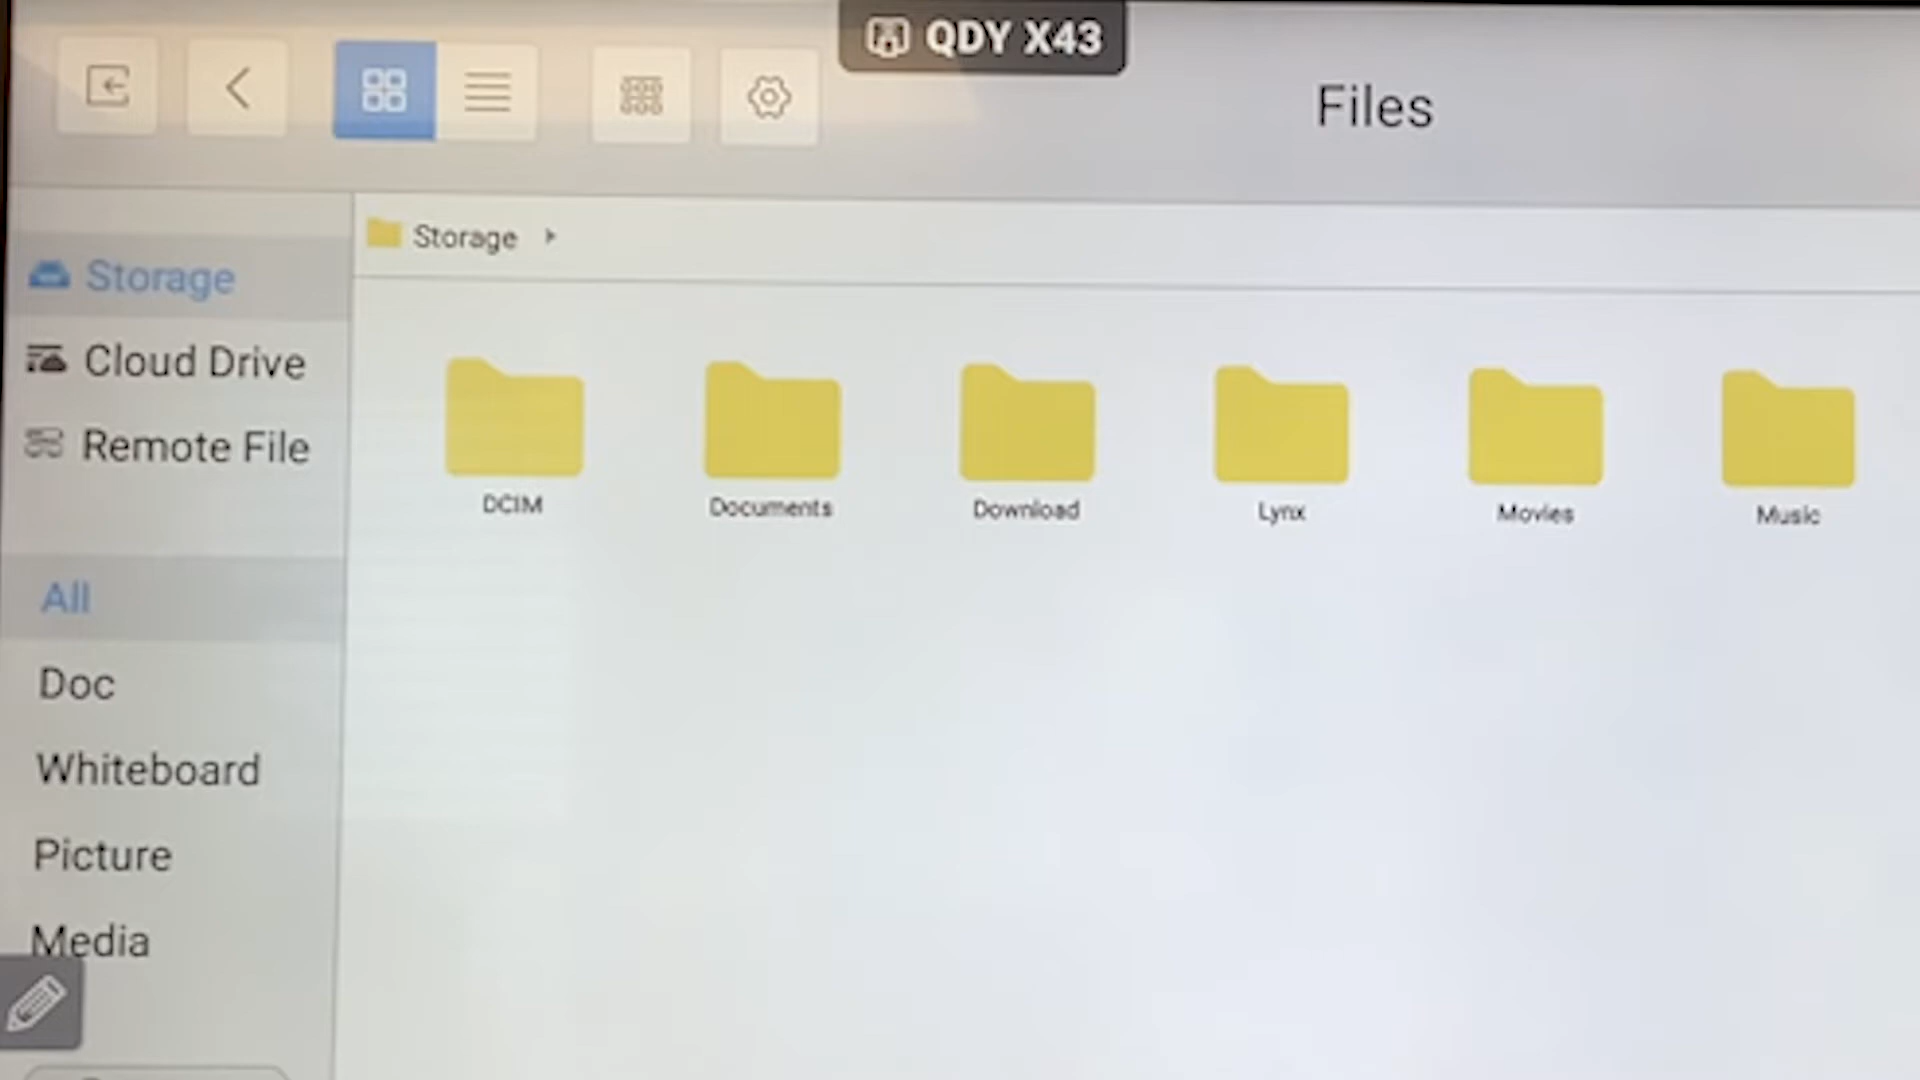 QDY X43
Files
Storage
Storage
Cloud Drive
Remote File
DCIM
Documents
Download
Lynx
Movies
Music
All
Doc
Whiteboard
Picture
Media